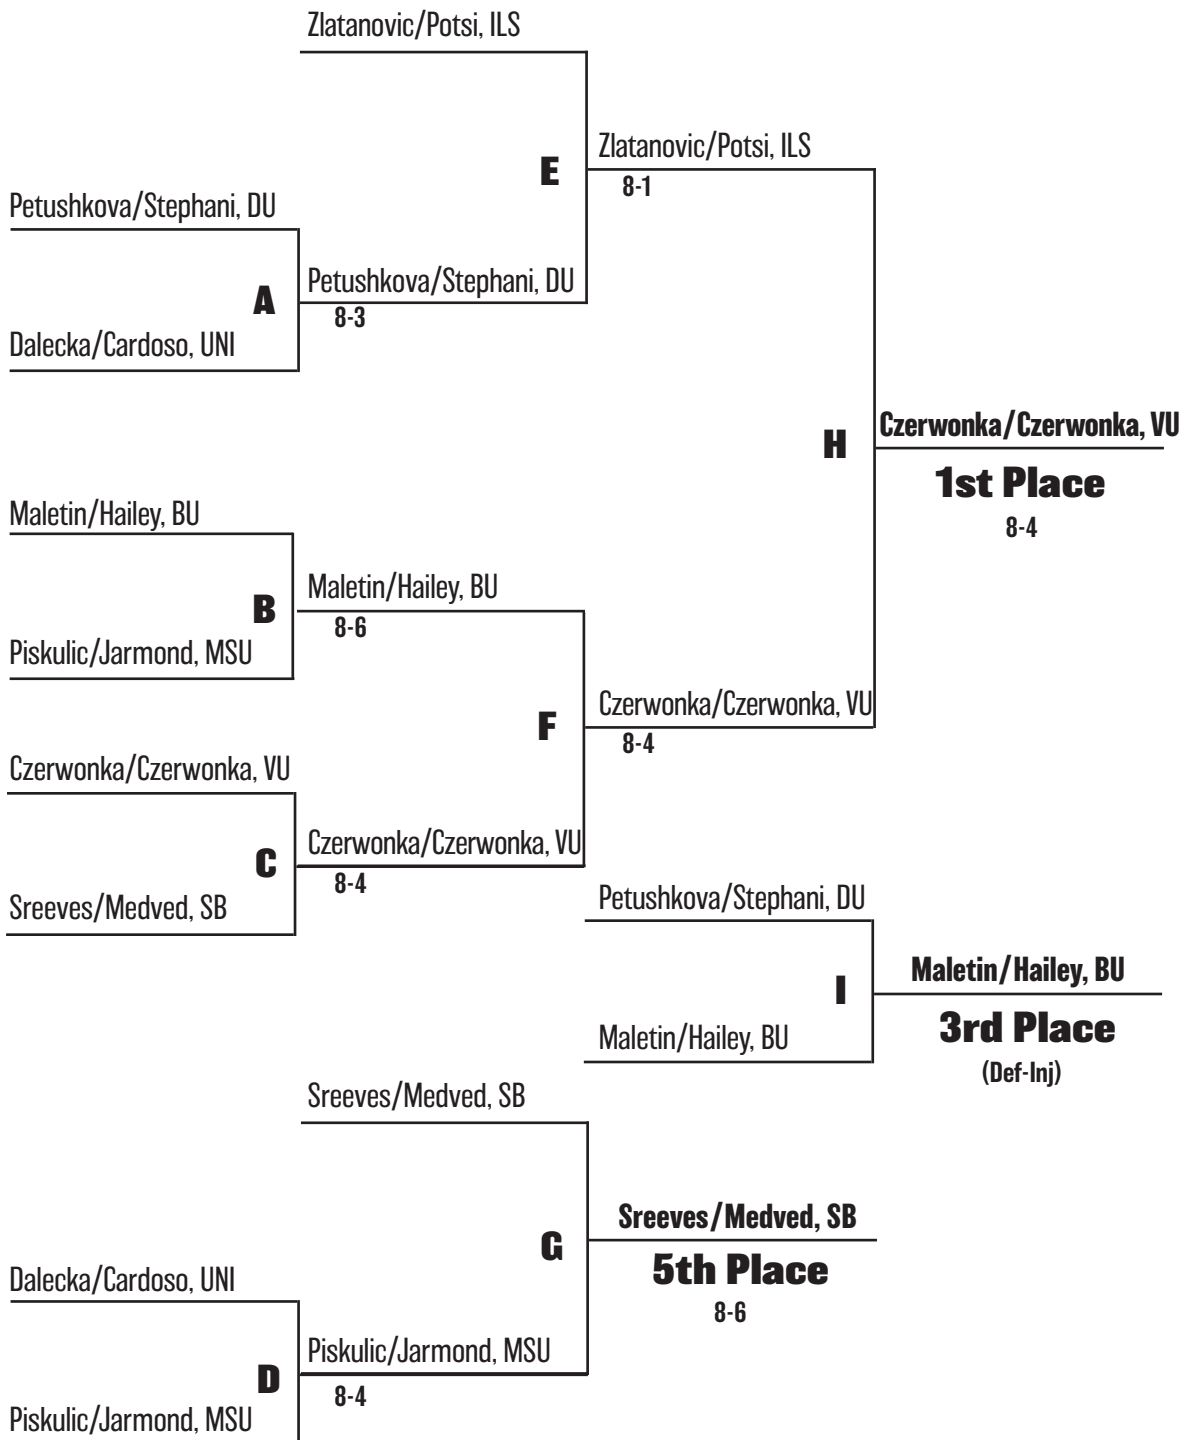 Zlatanovic/Potsi, ILS
E
Zlatanovic/Potsi, ILS
8-1
Petushkova/Stephani, DU
A
Petushkova/Stephani, DU
8-3
Dalecka/Cardoso, UNI
H
Czerwonka/Czerwonka, VU
1st Place
8-4
Maletin/Hailey, BU
B
Maletin/Hailey, BU
8-6
Piskulic/Jarmond, MSU
F
Czerwonka/Czerwonka, VU
8-4
Czerwonka/Czerwonka, VU
C
Czerwonka/Czerwonka, VU
8-4
Sreeves/Medved, SB
Petushkova/Stephani, DU
I
Maletin/Hailey, BU
3rd Place
(Def-Inj)
Maletin/Hailey, BU
Sreeves/Medved, SB
G
Sreeves/Medved, SB
5th Place
8-6
Dalecka/Cardoso, UNI
D
Piskulic/Jarmond, MSU
8-4
Piskulic/Jarmond, MSU